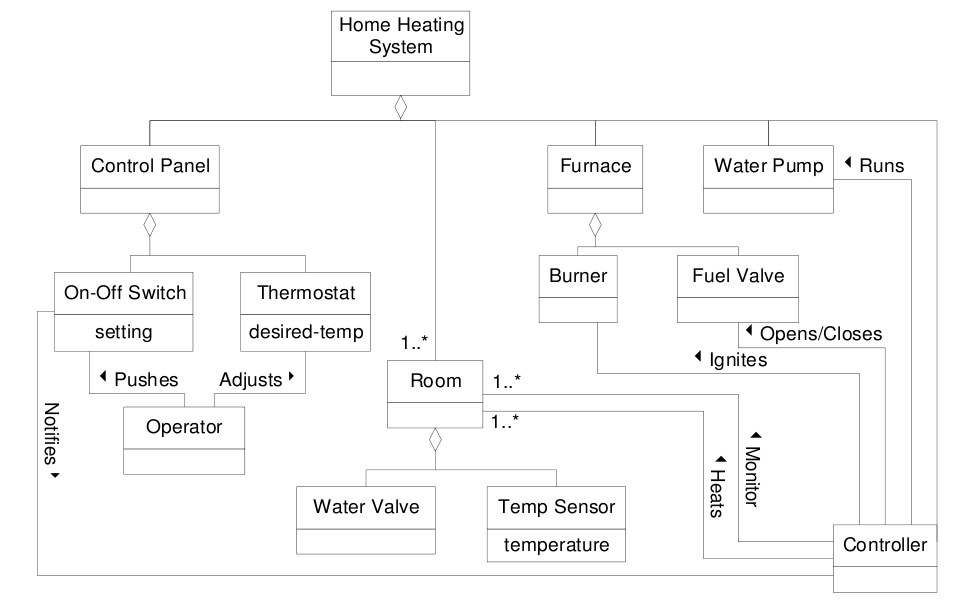 Home Heating
System
Control Panel
Furnace
Water Pump
◀ Runs
On-Off Switch
setting
Thermostat
desired-temp
Burner
Fuel Valve
◀ Opens/Closes
◀ Ignites
1..*
Room
1..*
1..*
◀ Pushes
Adjusts ▶
Operator
Notifies ▶
◀ Monitor
◀ Heats
Water Valve
Temp Sensor
temperature
Controller